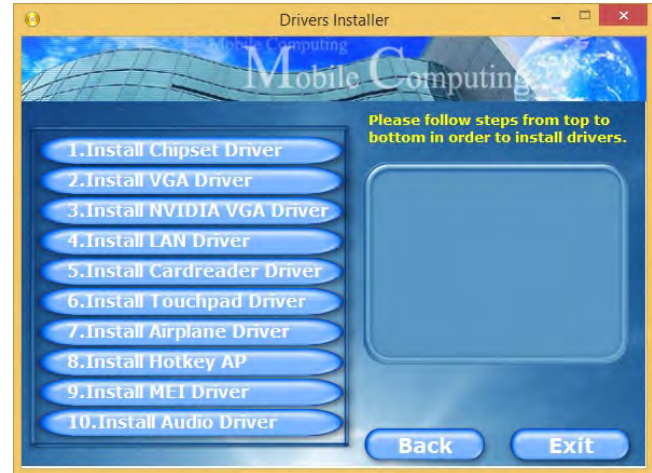 Drivers Installer
Mobile Computing
Mobile Computing
Please follow steps from top to
bottom in order to install drivers.
1.Install Chipset Driver
2.Install VGA Driver
3.Install NVIDIA VGA Driver
4.Install LAN Driver
5.Install Cardreader Driver
6.Install Touchpad Driver
7.Install Airplane Driver
8.Install Hotkey AP
9.Install MEI Driver
10.Install Audio Driver
Back
Exit